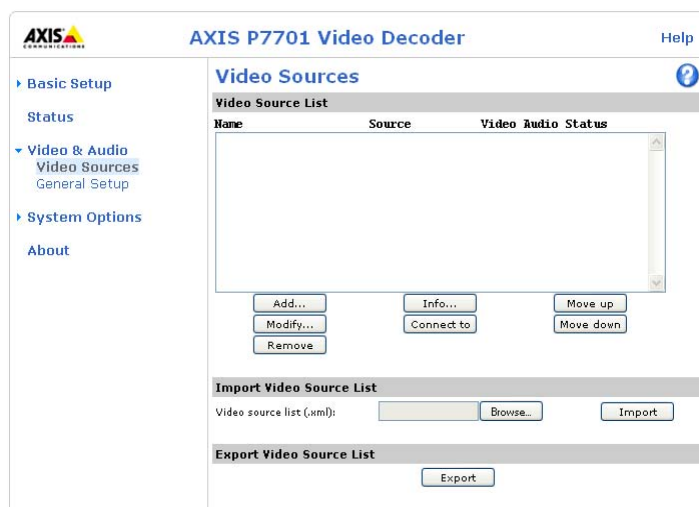 AXIS
COMMUNICATIONS
AXIS P7701 Video Decoder
Help
Basic Setup
Status
Video & Audio
Video Sources
General Setup
System Options
About
Video Sources
?
Video Source List
Name Source Video Audio Status
Add... Info... Move up
Modify... Connect to Move down
Remove
Import Video Source List
Video source list (.xml): Browse... Import
Export Video Source List
Export